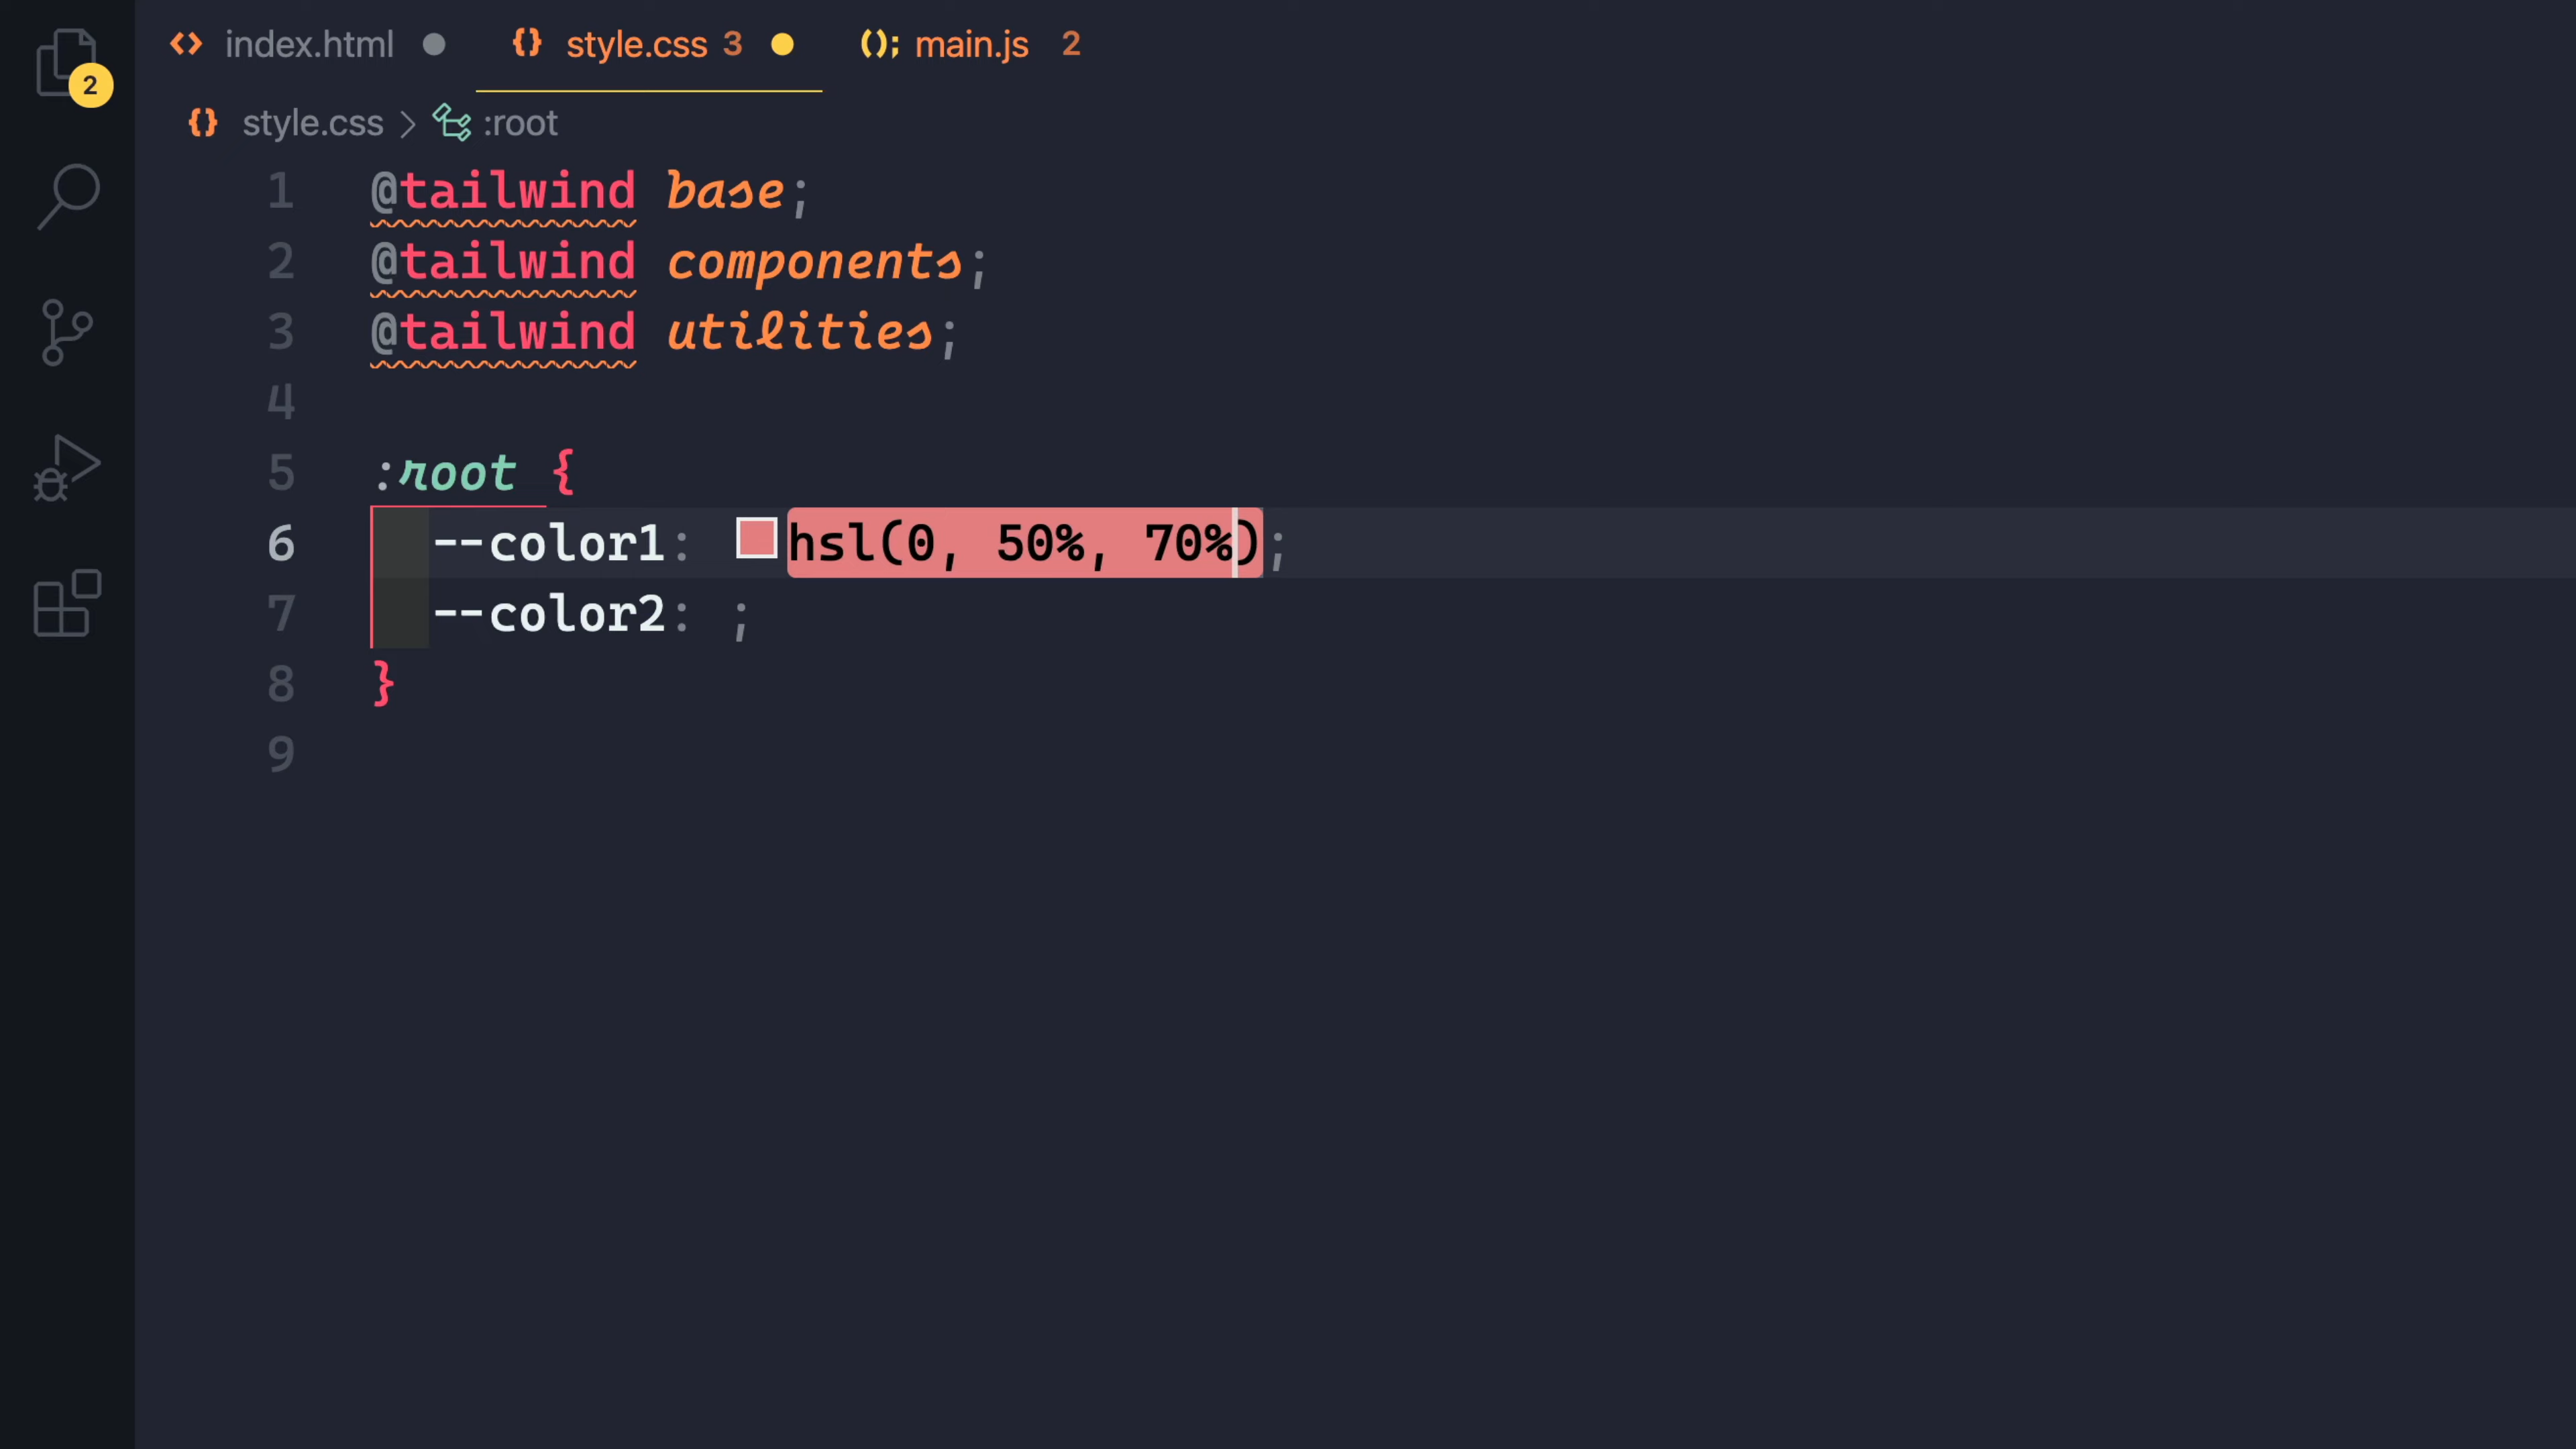 index.html style.css 3 main.js 2
2
style.css > :root
1 @tailwind base;
2 @tailwind components;
3 @tailwind utilities;
4
5 :root {
6 --color1: hsl(0, 50%, 70%);
7 --color2: ;
8 }
9